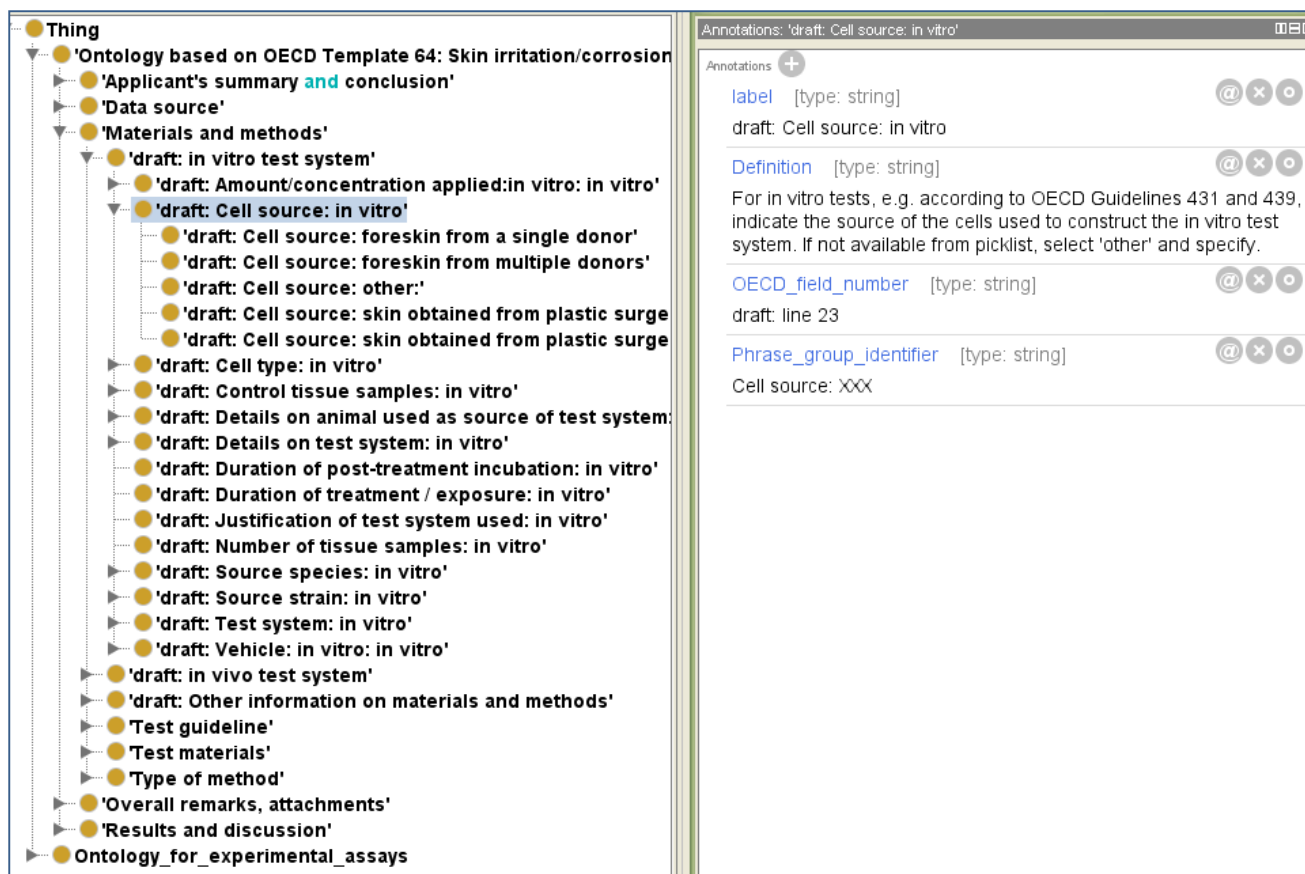 Thing
'Ontology based on OECD Template 64: Skin irritation/corrosion
'Applicant's summary and conclusion'
'Data source'
'Materials and methods'
'draft: in vitro test system'
'draft: Amount/concentration applied:in vitro: in vitro'
'draft: Cell source: in vitro'
'draft: Cell source: foreskin from a single donor'
'draft: Cell source: foreskin from multiple donors'
'draft: Cell source: other:'
'draft: Cell source: skin obtained from plastic surge
'draft: Cell source: skin obtained from plastic surge
'draft: Cell type: in vitro'
'draft: Control tissue samples: in vitro'
'draft: Details on animal used as source of test system:
'draft: Details on test system: in vitro'
'draft: Duration of post-treatment incubation: in vitro'
'draft: Duration of treatment / exposure: in vitro'
'draft: Justification of test system used: in vitro'
'draft: Number of tissue samples: in vitro'
'draft: Source species: in vitro'
'draft: Source strain: in vitro'
'draft: Test system: in vitro'
'draft: Vehicle: in vitro: in vitro'
'draft: in vivo test system'
'draft: Other information on materials and methods'
'Test guideline'
'Test materials'
'Type of method'
'Overall remarks, attachments'
'Results and discussion'
Ontology_for_experimental_assays
Annotations: 'draft: Cell source: in vitro'
Annotations
label [type: string]
draft: Cell source: in vitro
Definition [type: string]
For in vitro tests, e.g. according to OECD Guidelines 431 and 439,
indicate the source of the cells used to construct the in vitro test
system. If not available from picklist, select 'other' and specify.
OECD_field_number [type: string]
draft: line 23
Phrase_group_identifier [type: string]
Cell source: XXX